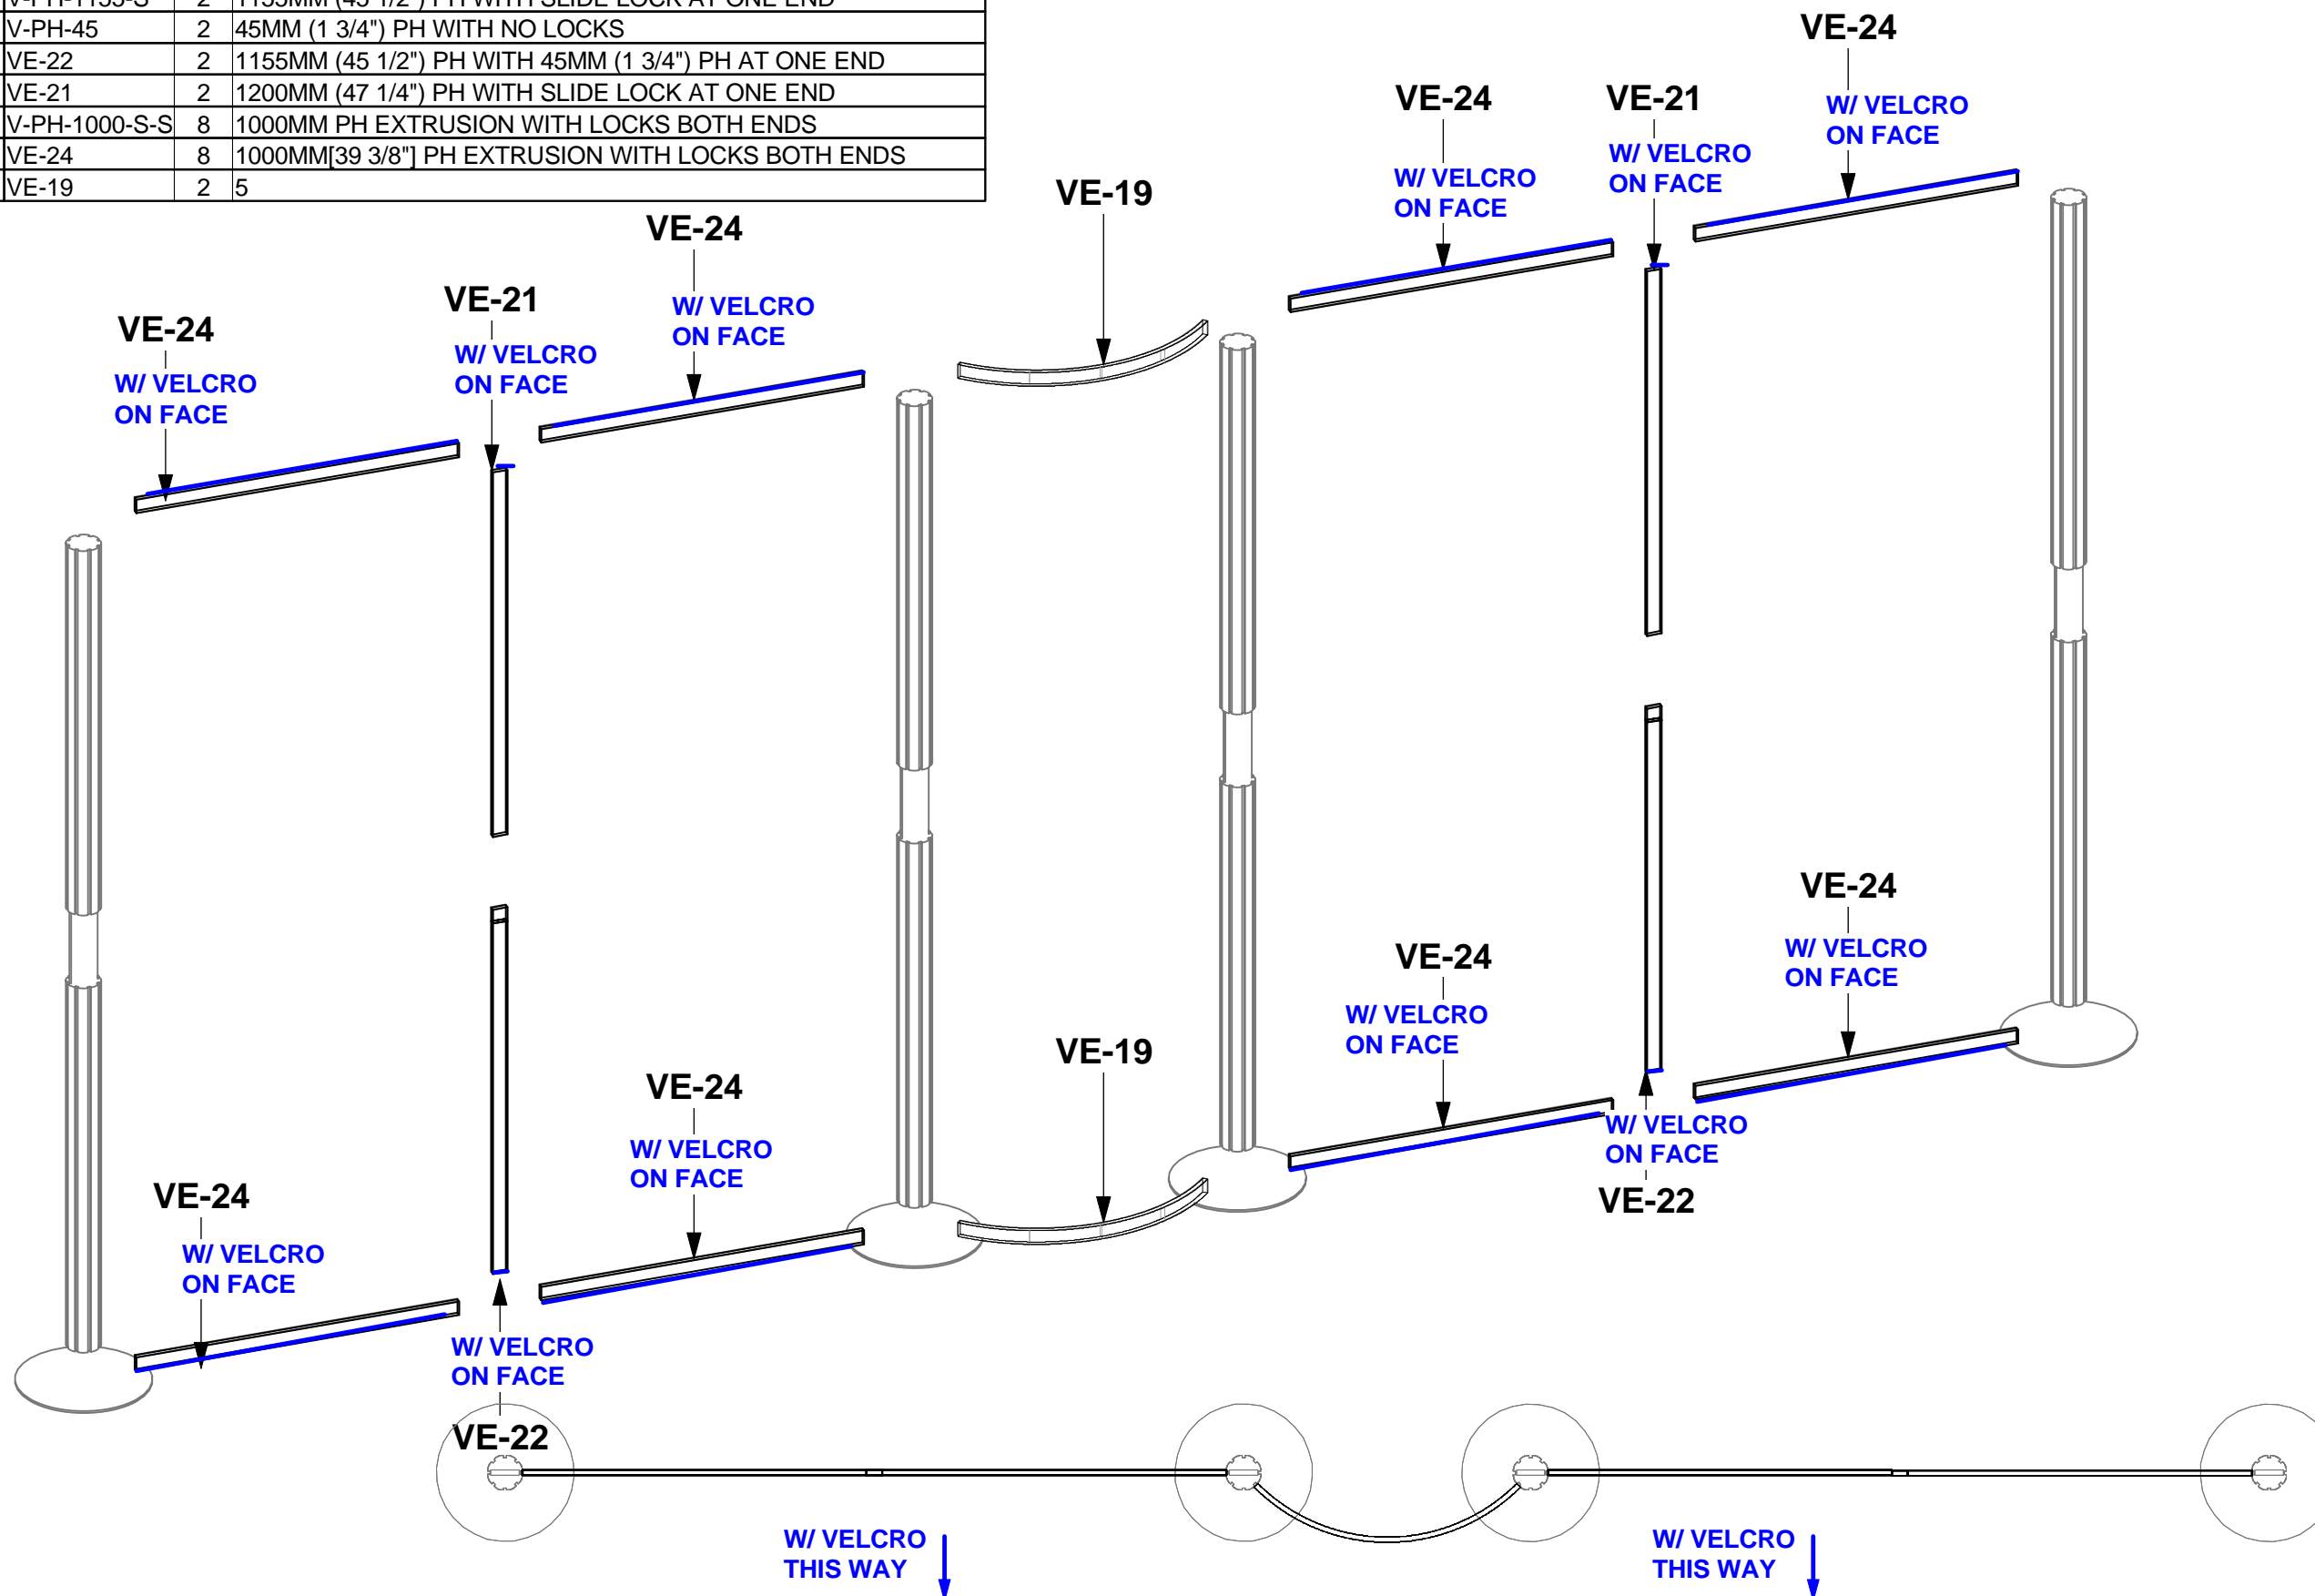 V-PH-45 2 45MM (1 3/4") PH WITH NO LOCKS
VE-22 2 1155MM (45 1/2") PH WITH 45MM (1 3/4") PH AT ONE END
VE-21 2 1200MM (47 1/4") PH WITH SLIDE LOCK AT ONE END
V-PH-1000-S-S 8 1000MM PH EXTRUSION WITH LOCKS BOTH ENDS
VE-24 8 1000MM[39 3/8"] PH EXTRUSION WITH LOCKS BOTH ENDS
VE-19 2 5
VE-24
W/ VELCRO
ON FACE
VE-21
W/ VELCRO
ON FACE
VE-24
W/ VELCRO
ON FACE
VE-19
VE-24
W/ VELCRO
ON FACE
VE-21
W/ VELCRO
ON FACE
VE-24
W/ VELCRO
ON FACE
VE-24
W/ VELCRO
ON FACE
W/ VELCRO
ON FACE
VE-22
VE-24
W/ VELCRO
ON FACE
VE-19
VE-24
W/ VELCRO
ON FACE
W/ VELCRO
ON FACE
VE-22
VE-24
W/ VELCRO
ON FACE
W/ VELCRO
THIS WAY
W/ VELCRO
THIS WAY